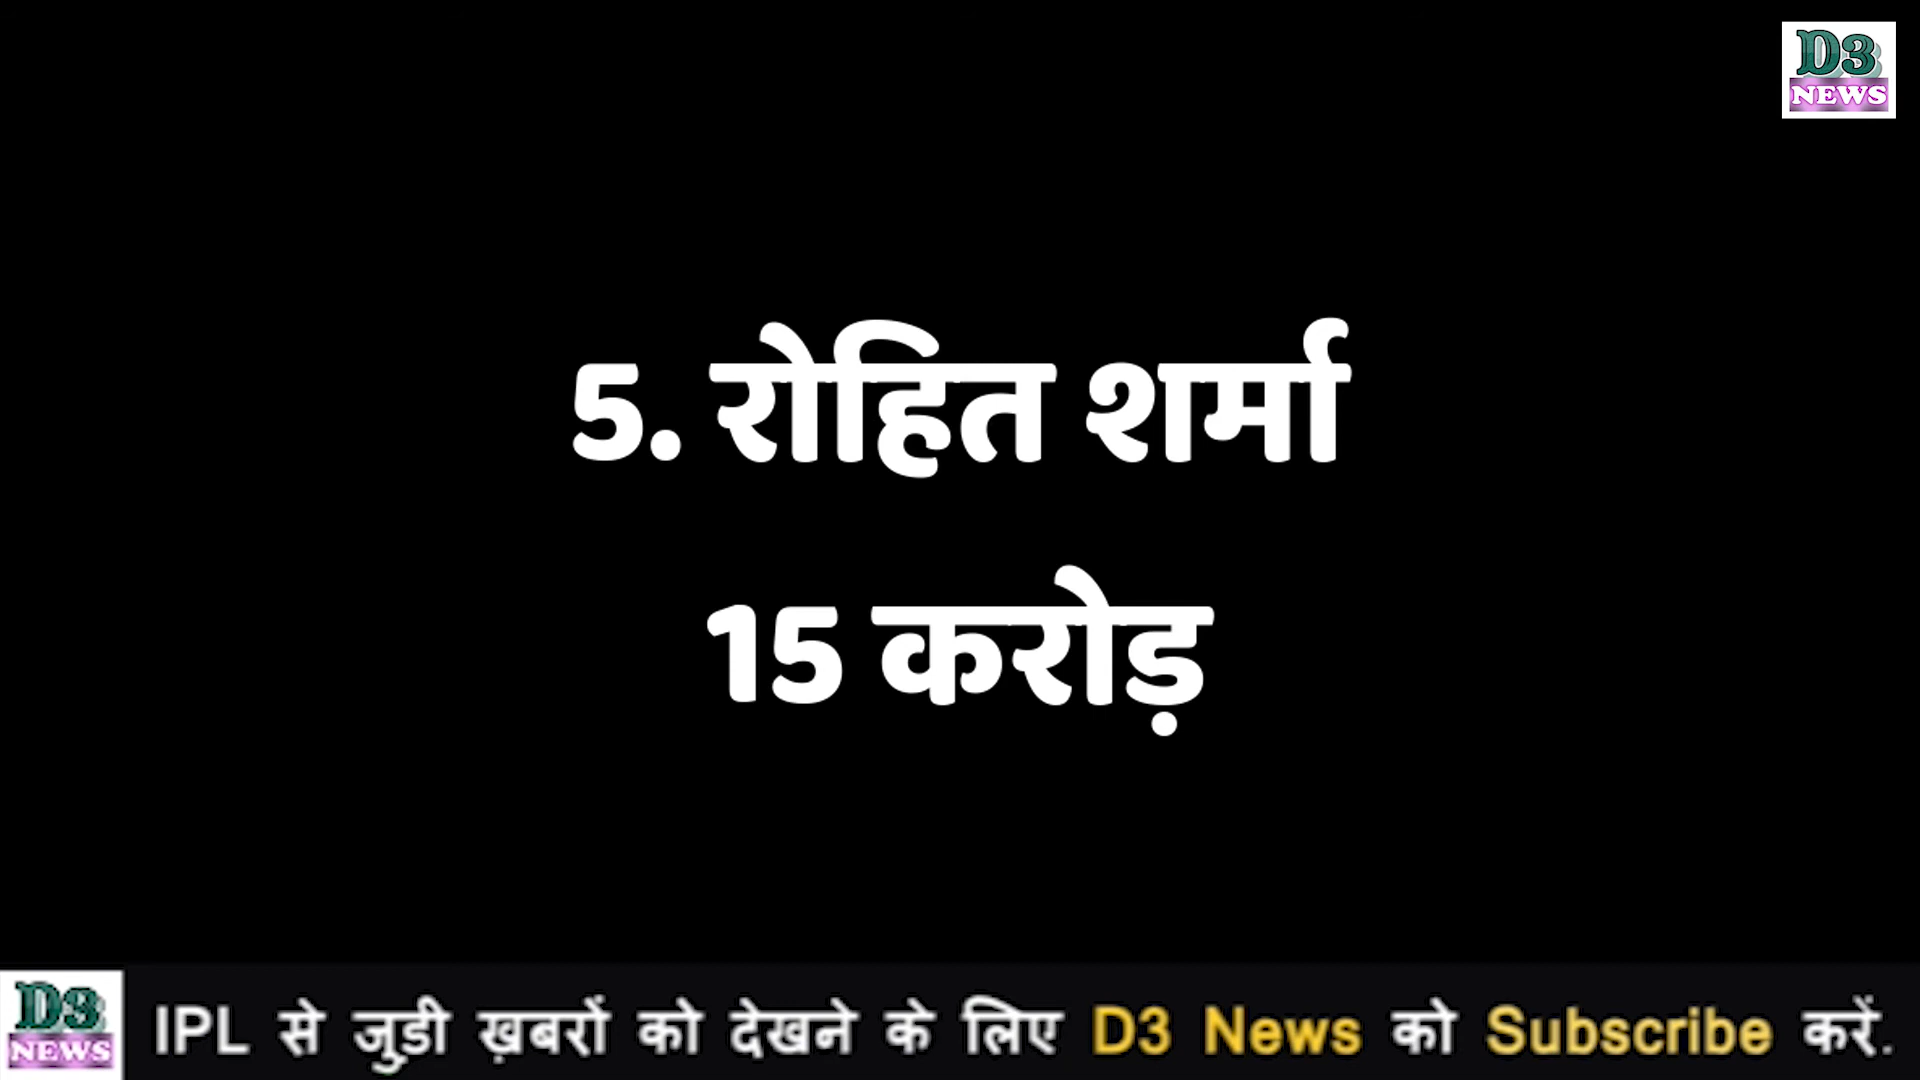 D3
NEWS
5. रोहित शर्मा
15 करोड़
D3
NEWS
IPL से जुड़ी ख़बरों को देखने के लिए D3 News को Subscribe करें.